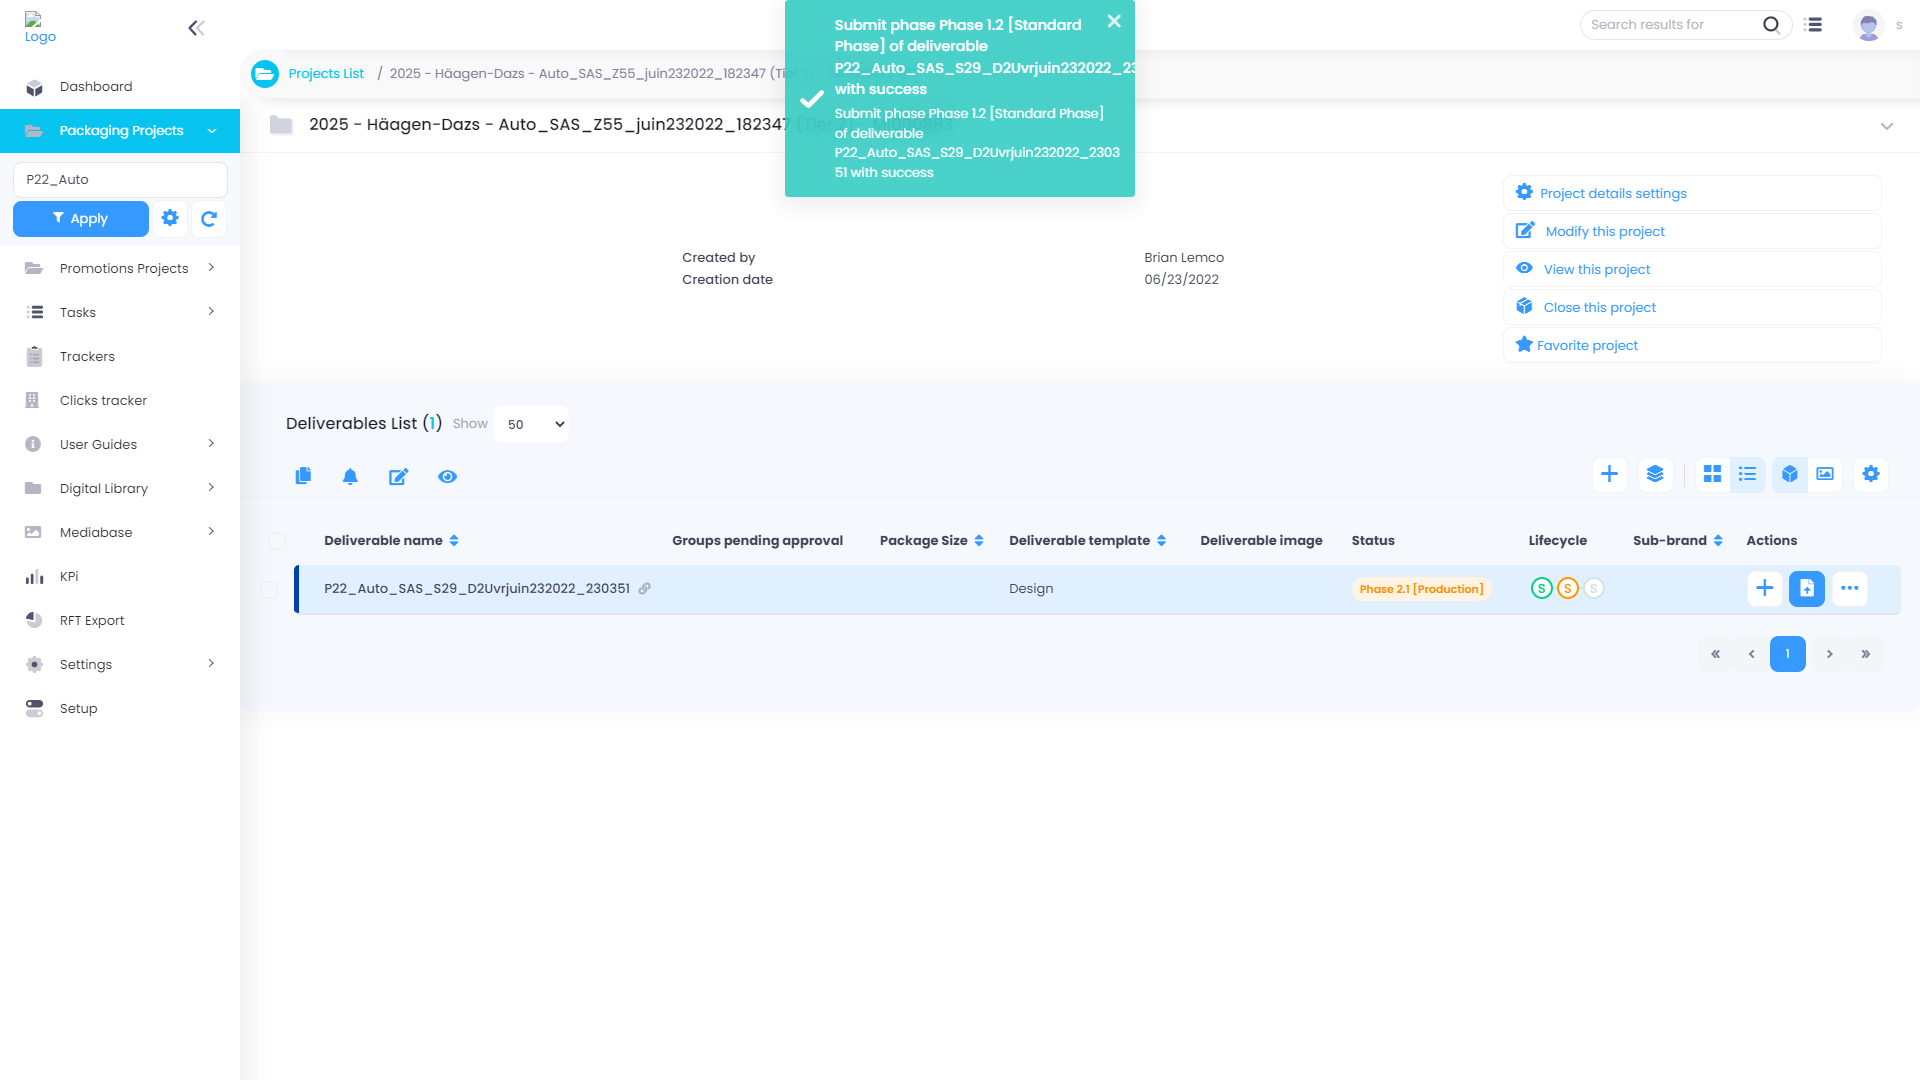 Logo
Search results for
s
Submit phase Phase 1.2 [Standard
Phase] of deliverable
P22_Auto_SAS_S29_D2Uvrjuin232022_23
with success
Submit phase Phase 1.2 [Standard Phase]
of deliverable
P22_Auto_SAS_S29_D2Uvrjuin232022_2303
51 with success
Projects List / 2025 - Häagen-Dazs - Auto_SAS_Z55_juin232022_182347 (Tier
2025 - Häagen-Dazs - Auto_SAS_Z55_juin232022_182347 (Tier
Dashboard
Packaging Projects
P22_Auto
Apply
Promotions Projects
Tasks
Trackers
Clicks tracker
User Guides
Digital Library
Mediabase
KPi
RFT Export
Settings
Setup
Created by Brian Lemco
Creation date 06/23/2022
Project details settings
Modify this project
View this project
Close this project
Favorite project
Deliverables List (1) Show 50
Deliverable name Groups pending approval Package Size Deliverable template Deliverable image Status Lifecycle Sub-brand Actions
P22_Auto_SAS_S29_D2Uvrjuin232022_230351 Design Phase 2.1 [Production] S S S
« ‹ 1 › »